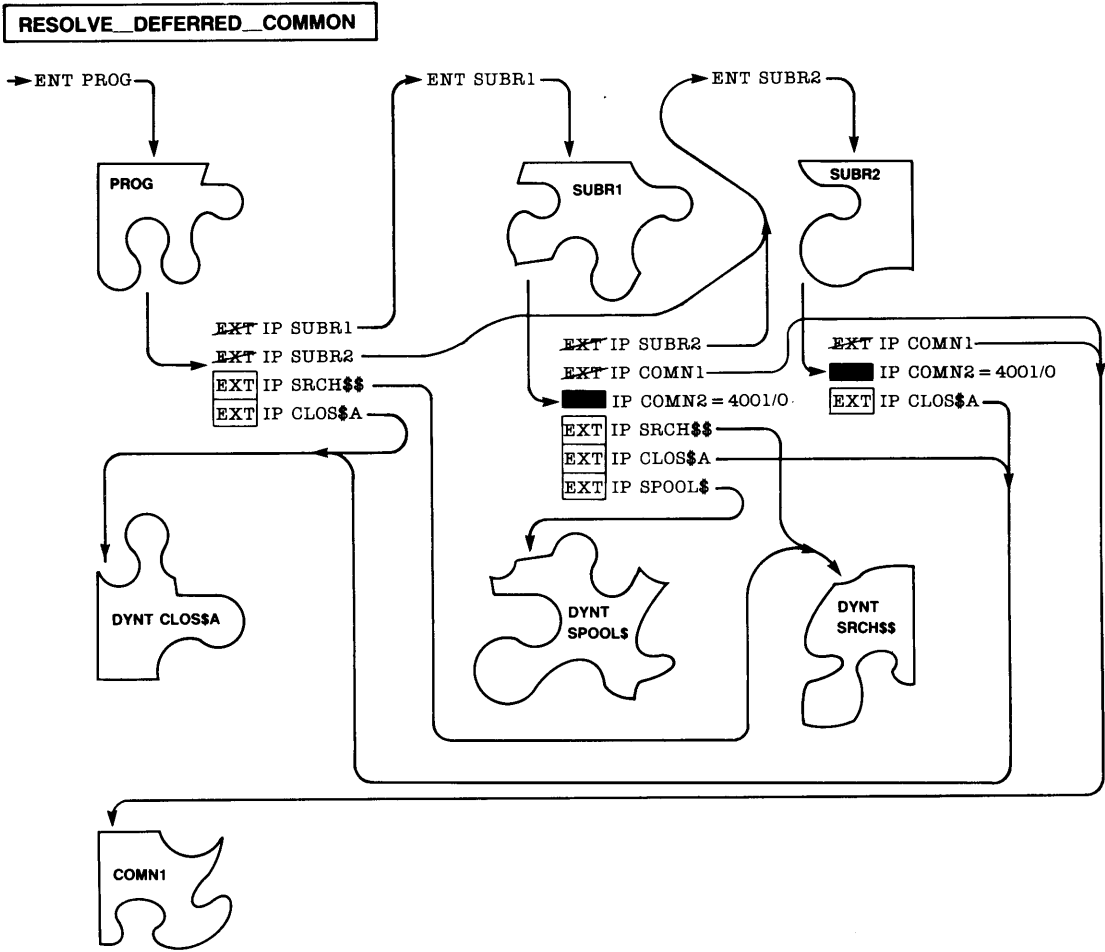 RESOLVE__DEFERRED__COMMON
ENT PROG
ENT SUBR1
ENT SUBR2
PROG
SUBR1
SUBR2
EXT IP SUBR1
EXT IP SUBR2
EXT IP SRCH$$
EXT IP CLOS$A
EXT IP SUBR2
EXT IP COMN1
IP COMN2 = 4001/0
EXT IP SRCH$$
EXT IP CLOS$A
EXT IP SPOOL$
EXT IP COMN1
IP COMN2 = 4001/0
EXT IP CLOS$A
DYNT CLOS$A
DYNT
SPOOL$
DYNT
SRCH$$
COMN1